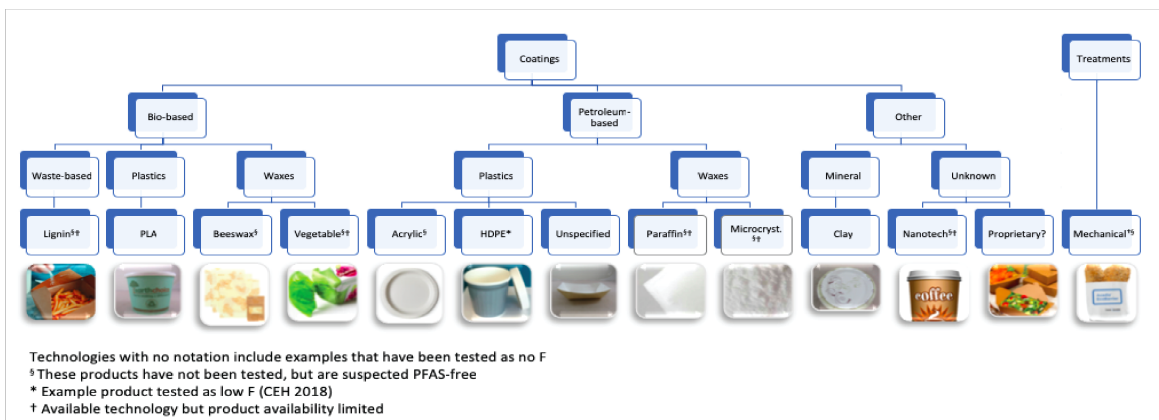 Coatings
Treatments
Bio-based
Petroleum-
based
Other
Waste-based
Plastics
Waxes
Plastics
Waxes
Mineral
Unknown
Lignin§†
PLA
Beeswax§
Vegetable§†
Acrylic§
HDPE*
Unspecified
Paraffin§†
Microcryst.
§†
Clay
Nanotech§†
Proprietary?
Mechanical†§
coffee
Technologies with no notation include examples that have been tested as no F
§ These products have not been tested, but are suspected PFAS-free
* Example product tested as low F (CEH 2018)
† Available technology but product availability limited